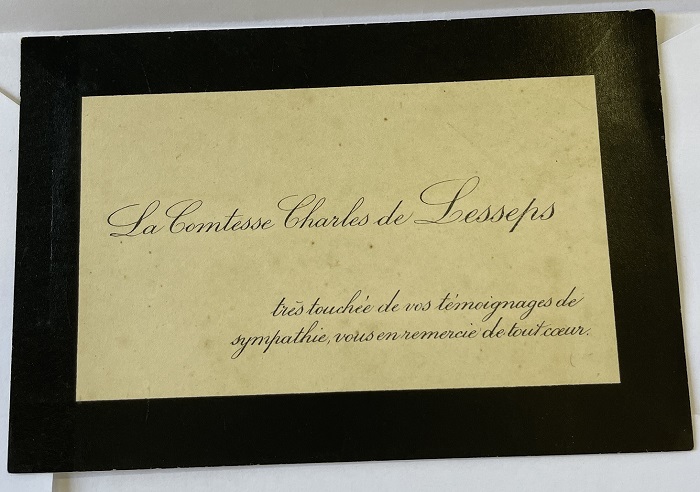 La Comtesse Charles de Lesseps
très touchée de vos témoignages de
sympathie, vous en remercie de tout cœur.